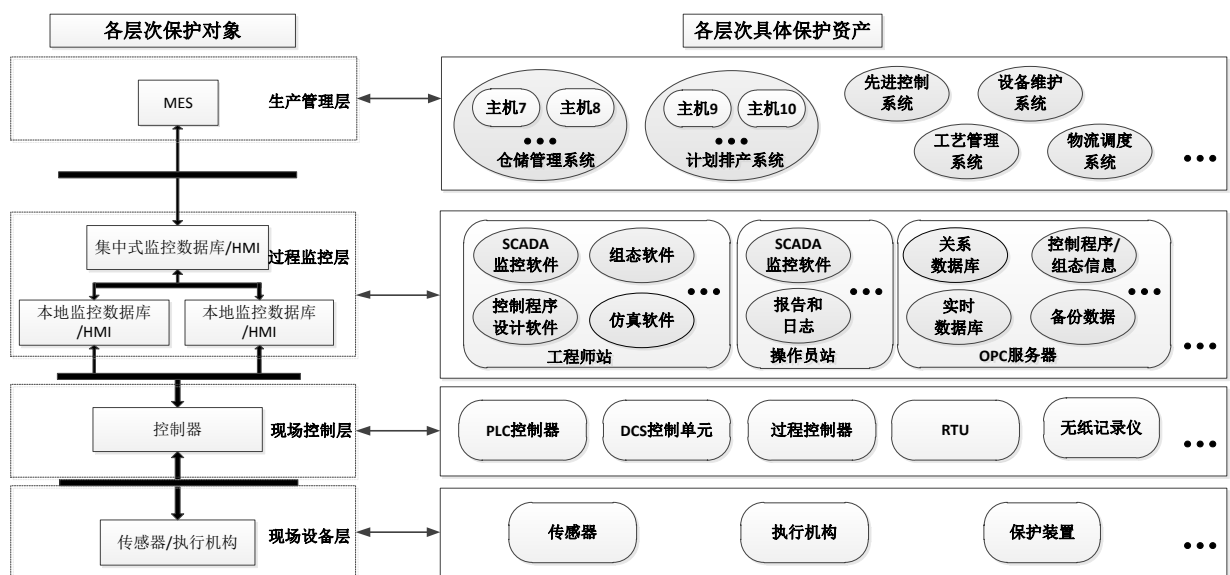 各层次保护对象
各层次具体保护资产
MES
生产管理层
主机7
主机8
•••
仓储管理系统
主机9
主机10
•••
计划排产系统
先进控制
系统
设备维护
系统
工艺管理
系统
物流调度
系统
•••
集中式监控数据库/HMI
过程监控层
本地监控数据库
/HMI
本地监控数据库
/HMI
SCADA
监控软件
组态软件
控制程序
设计软件
仿真软件
•••
工程师站
SCADA
监控软件
报告和
日志
•••
操作员站
关系
数据库
控制程序/
组态信息
实时
数据库
备份数据
OPC服务器
•••
控制器
现场控制层
PLC控制器
DCS控制单元
过程控制器
RTU
无纸记录仪
•••
传感器/执行机构
现场设备层
传感器
执行机构
保护装置
•••